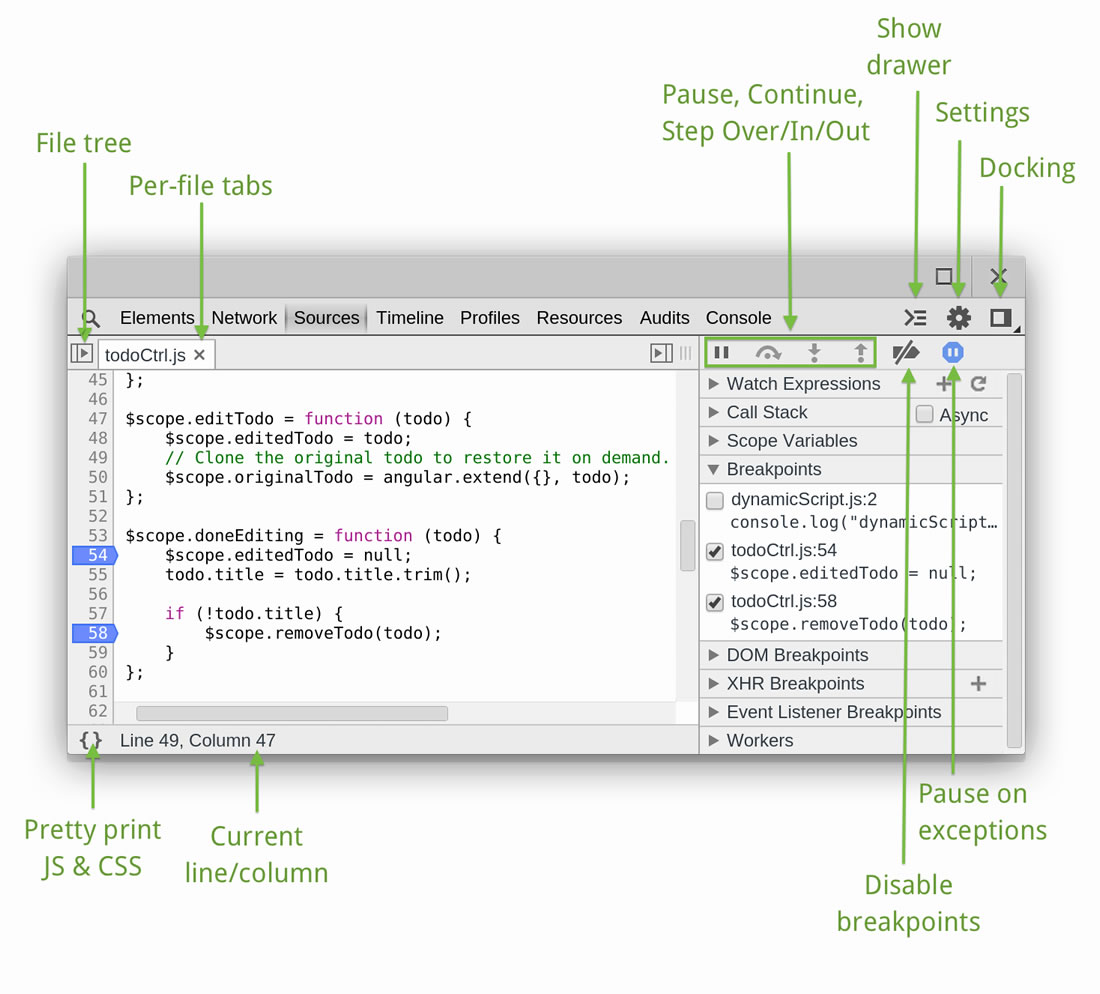 Show
drawer
Pause, Continue,
Step Over/In/Out
Settings
File tree
Docking
Per-file tabs
Elements Network Sources Timeline Profiles Resources Audits Console
todoCtrl.js
45 };
46
47 $scope.editTodo = function (todo) {
48 $scope.editedTodo = todo;
49 // Clone the original todo to restore it on demand.
50 $scope.originalTodo = angular.extend({}, todo);
51 };
52
53 $scope.doneEditing = function (todo) {
54 $scope.editedTodo = null;
55 todo.title = todo.title.trim();
56
57 if (!todo.title) {
58 $scope.removeTodo(todo);
59 }
60 };
61
62
{ } Line 49, Column 47
Watch Expressions
Call Stack Async
Scope Variables
Breakpoints
dynamicScript.js:2
console.log("dynamicScript…
todoCtrl.js:54
$scope.editedTodo = null;
todoCtrl.js:58
$scope.removeTodo(todo);
DOM Breakpoints
XHR Breakpoints
Event Listener Breakpoints
Workers
Pretty print
JS & CSS
Current
line/column
Pause on
exceptions
Disable
breakpoints